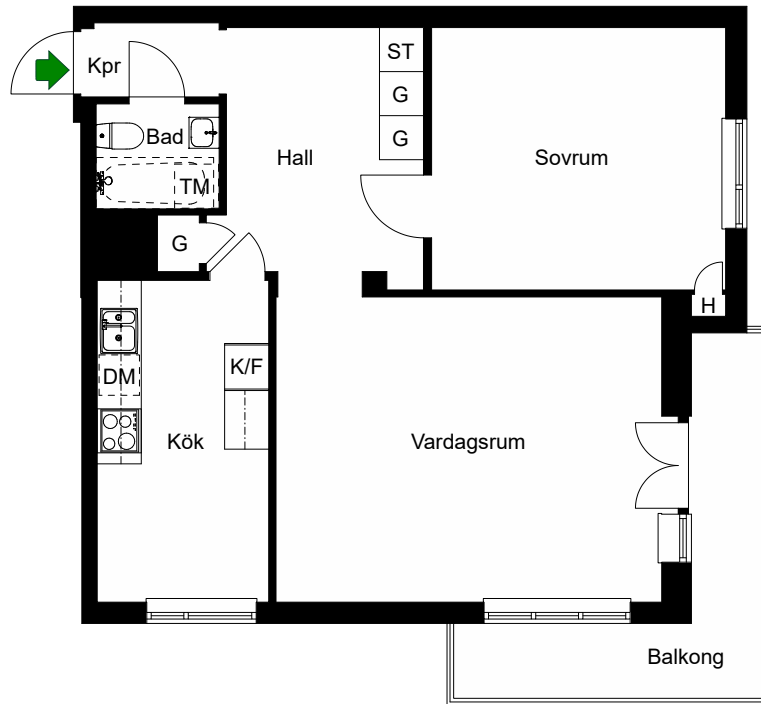 ST
Kpr
G
G
Bad
Hall
Sovrum
TM
G
H
K/F
DM
Kök
Vardagsrum
Balkong